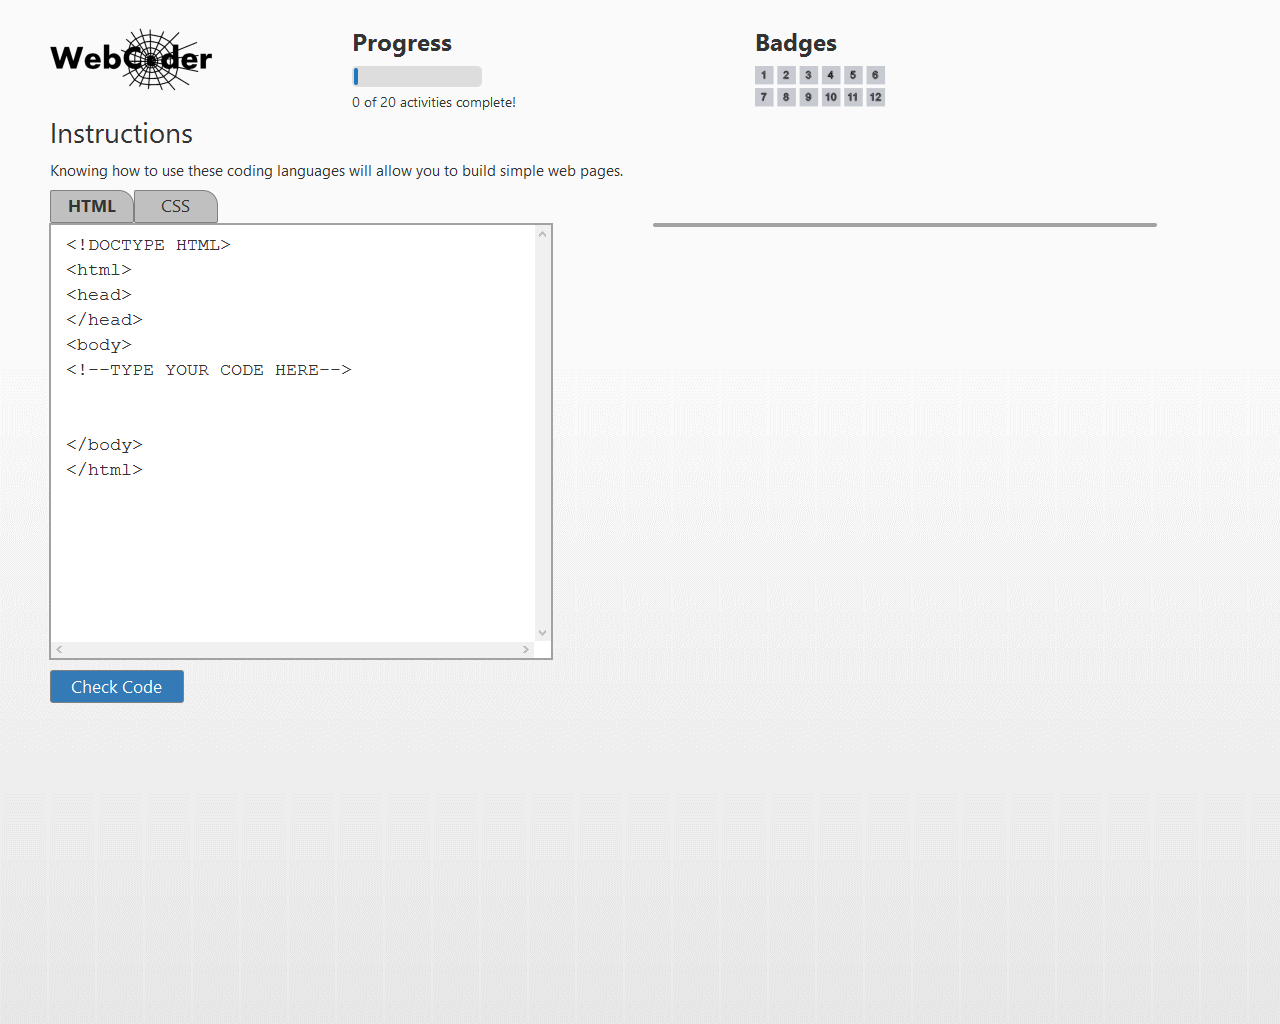 WebCoder
Progress
0 of 20 activities complete!
Badges
1 2 3 4 5 6
7 8 9 10 11 12
Instructions
Knowing how to use these coding languages will allow you to build simple web pages.
HTML CSS
<!DOCTYPE HTML>
<html>
<head>
</head>
<body>
<!--TYPE YOUR CODE HERE-->
</body>
</html>
Check Code